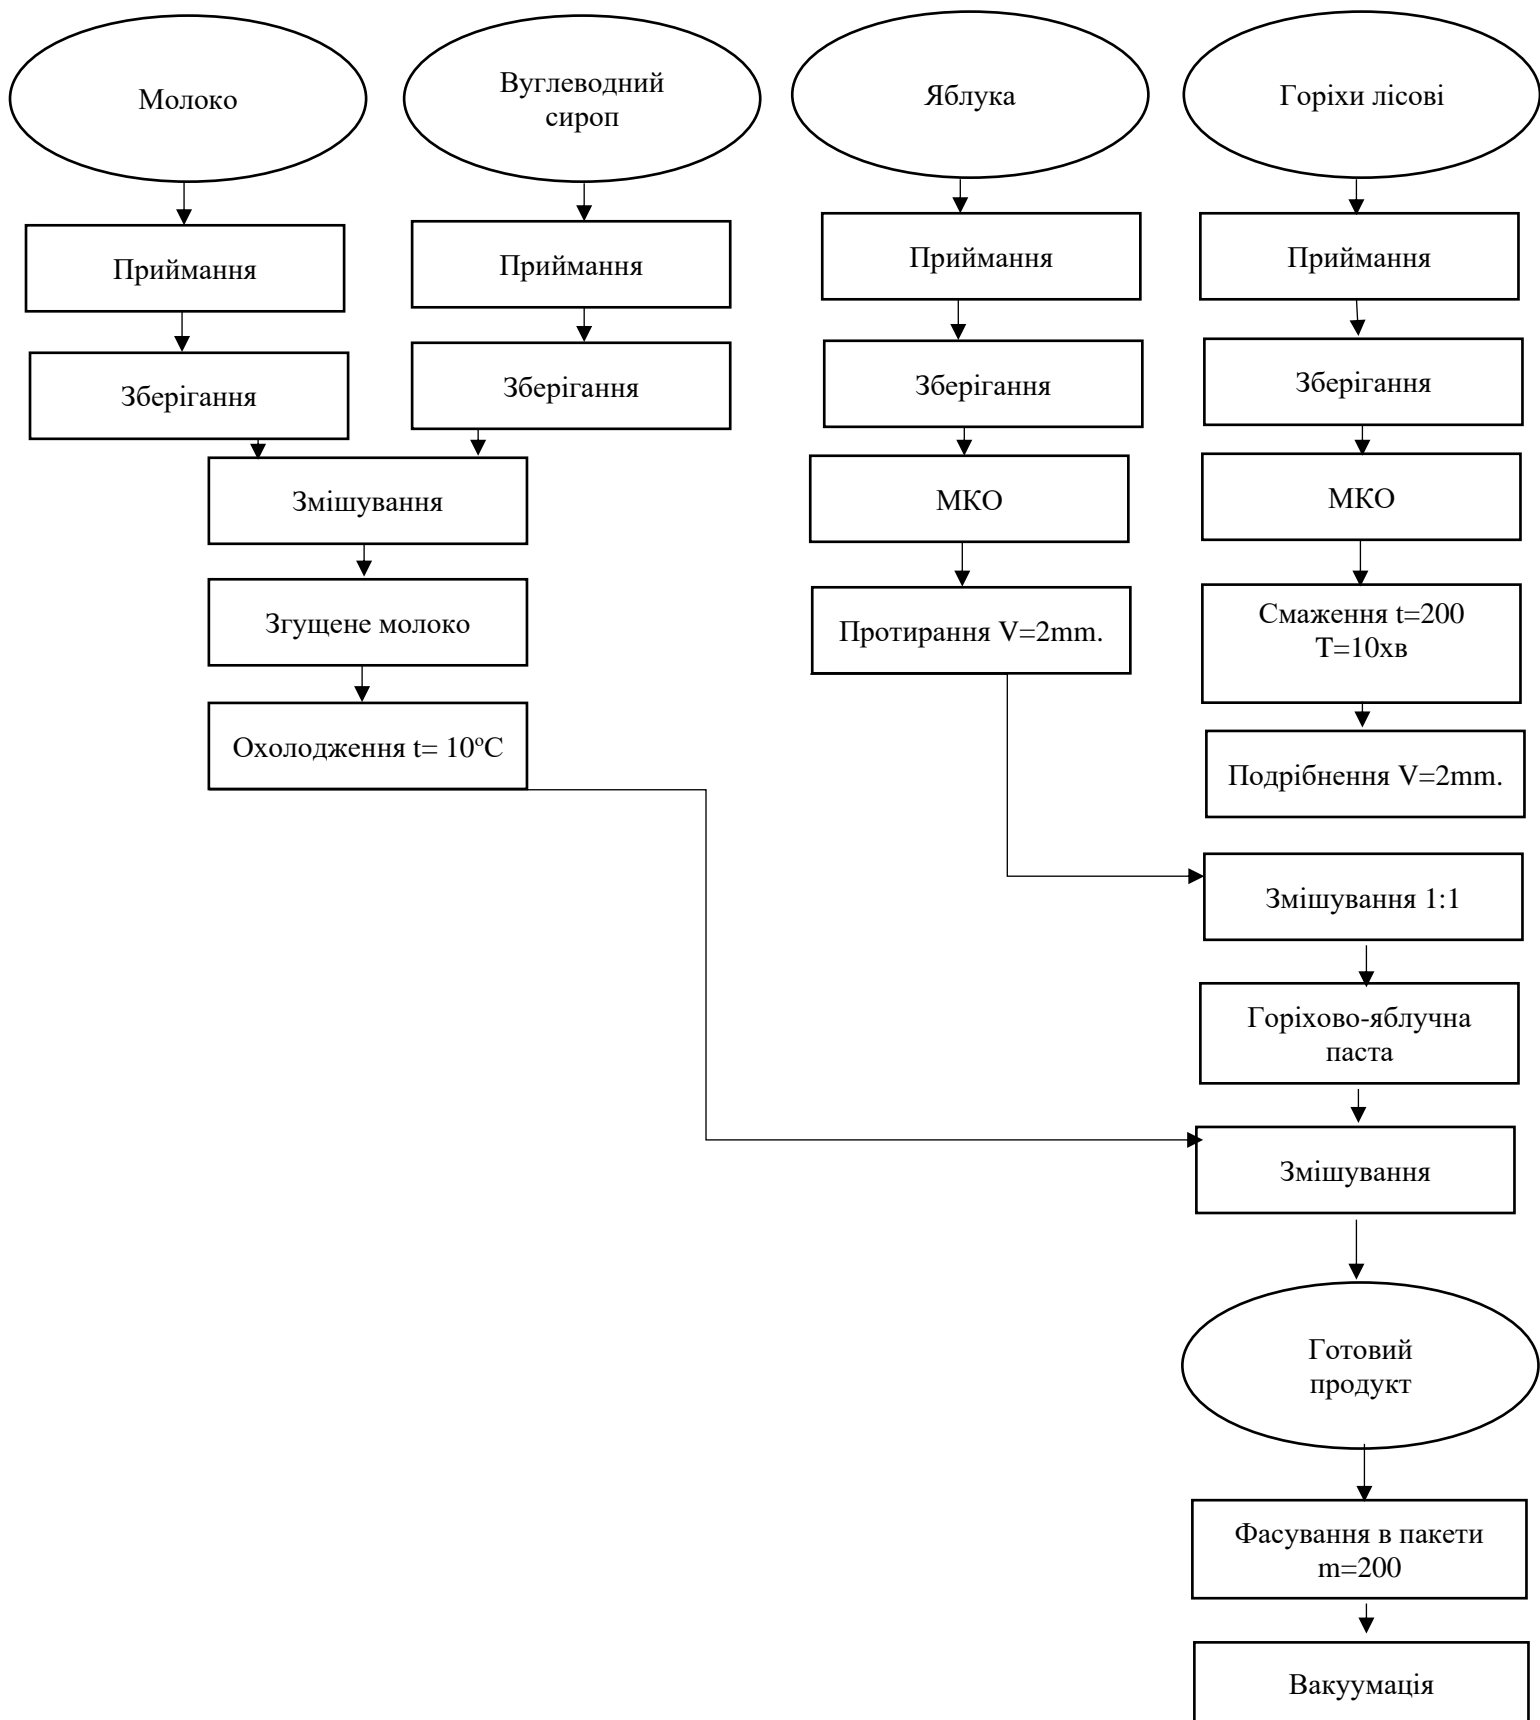 Молоко
Вуглеводний
сироп
Яблука
Горіхи лісові
Приймання
Приймання
Приймання
Приймання
Зберігання
Зберігання
Зберігання
Зберігання
Змішування
МКО
МКО
Згущене молоко
Протирання V=2mm.
Смаження t=200
T=10хв
Охолодження t= 10ºC
Подрібнення V=2mm.
Змішування 1:1
Горіхово-яблучна
паста
Змішування
Готовий
продукт
Фасування в пакети
m=200
Вакуумація